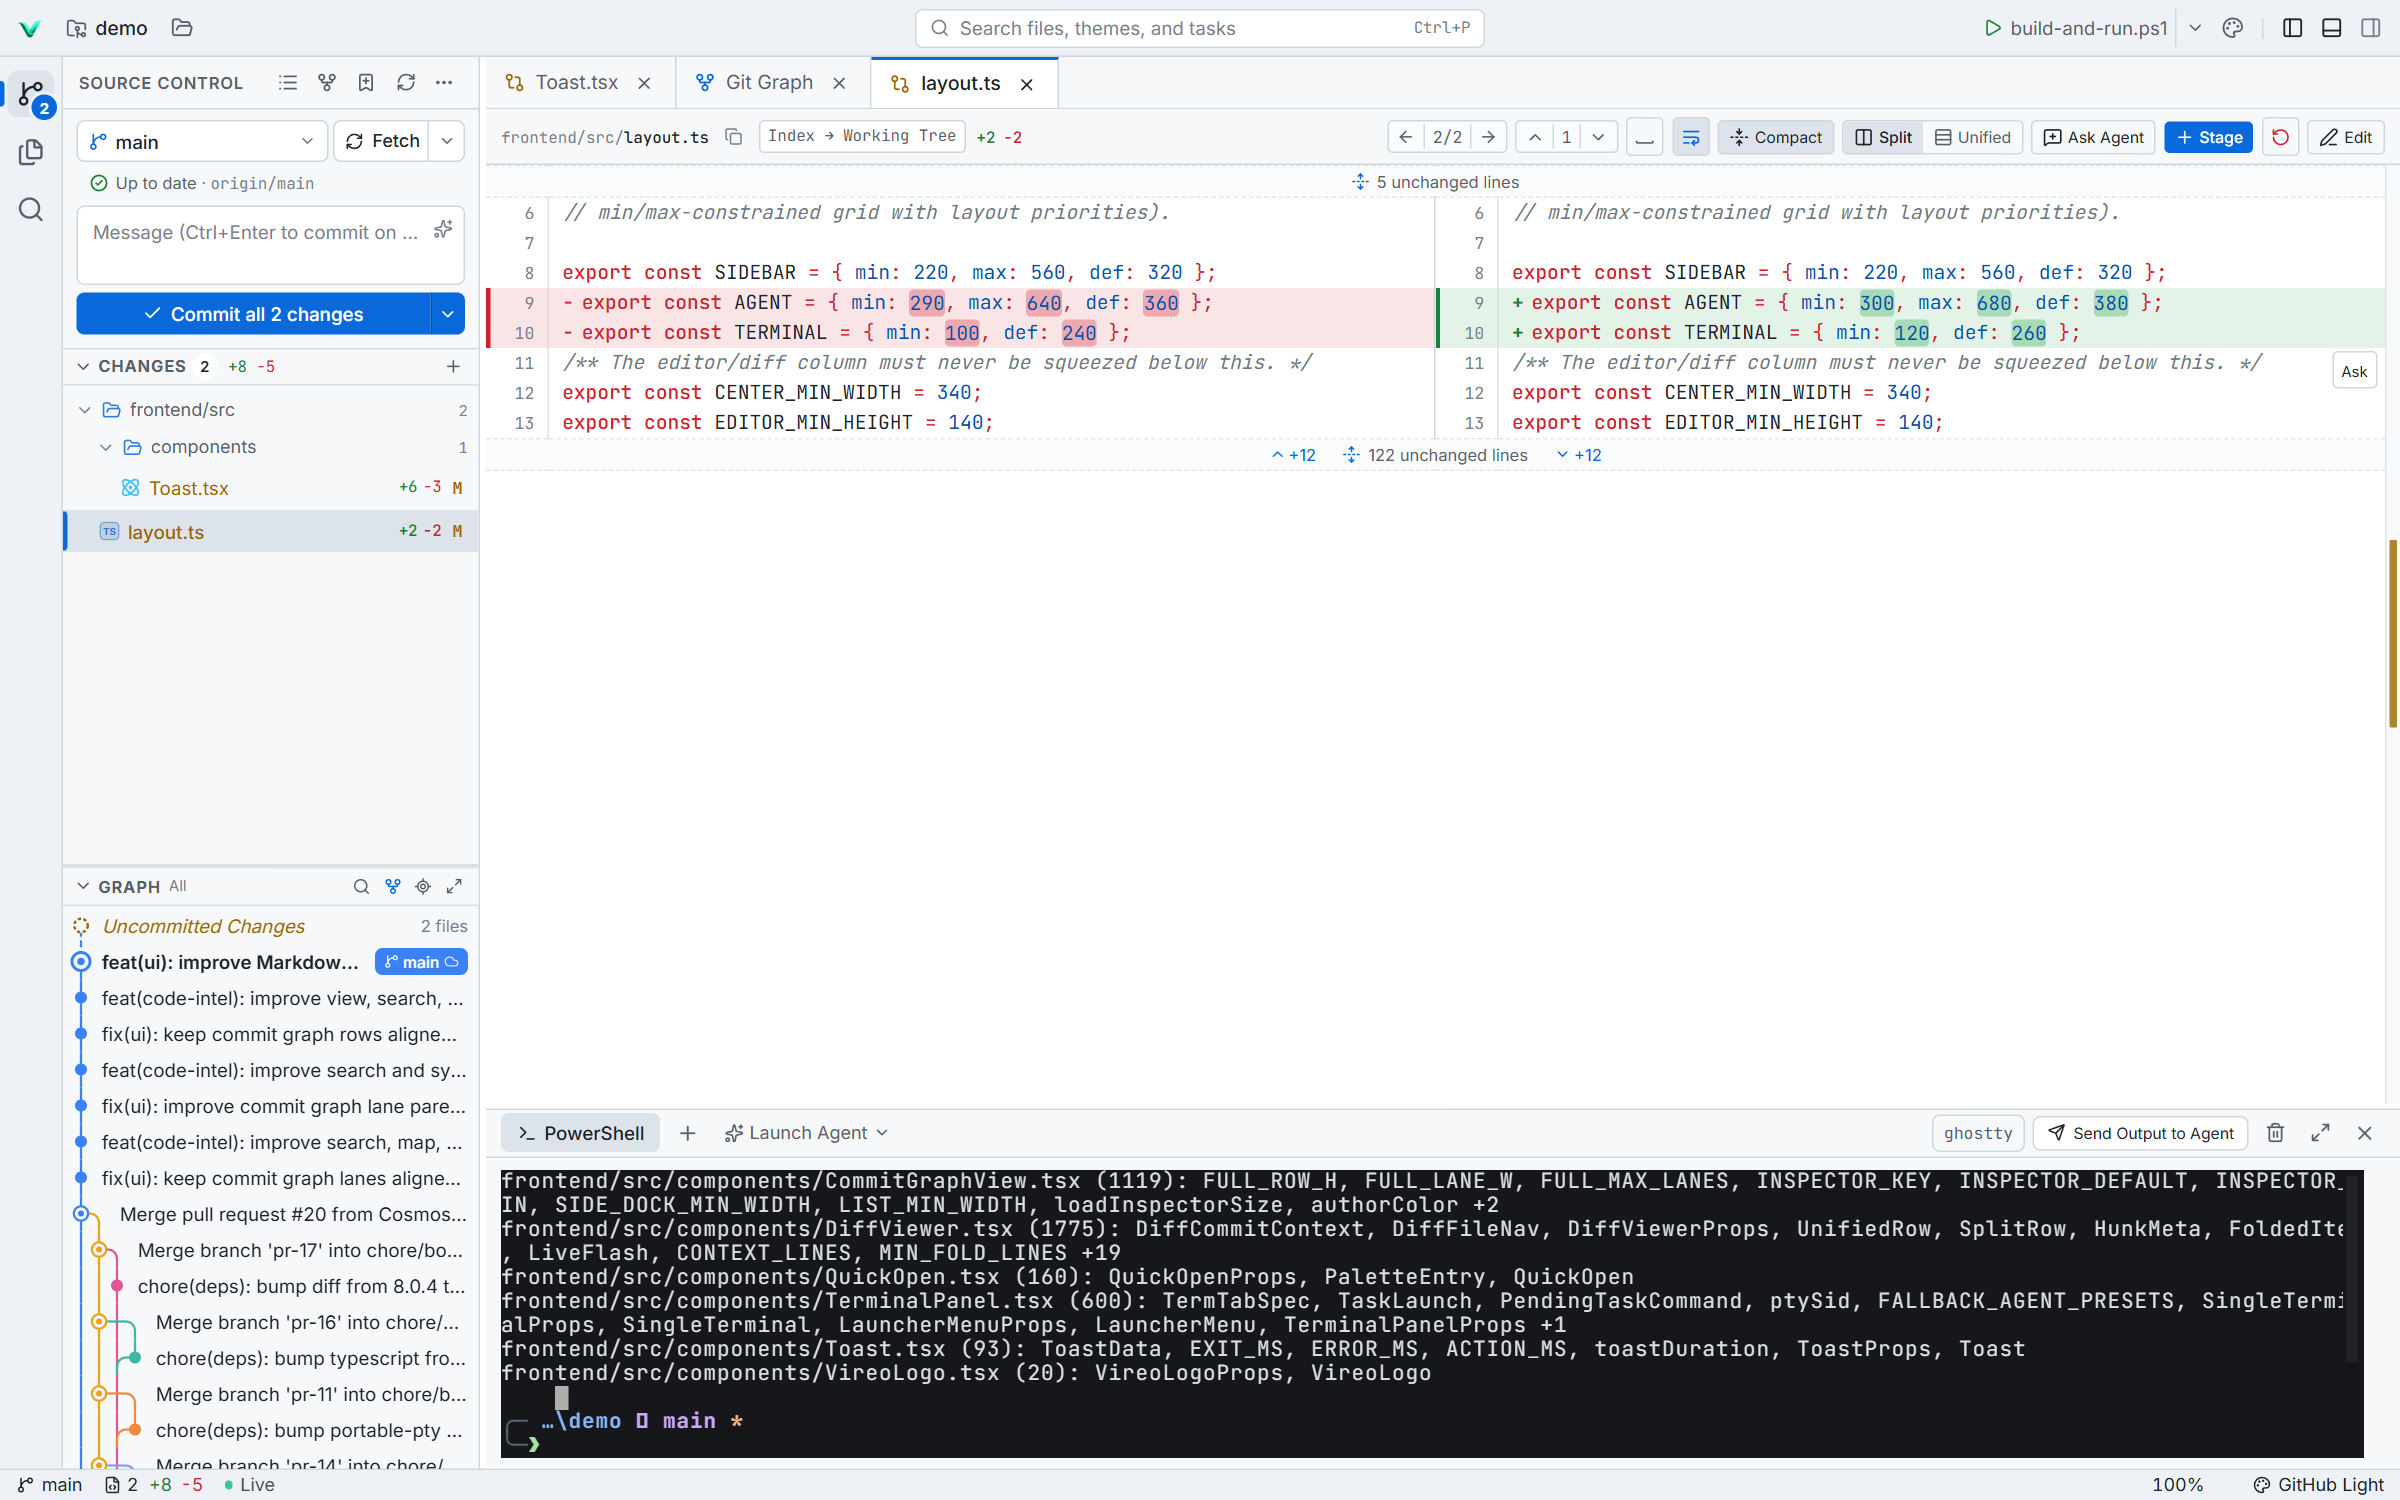 demo
Search files, themes, and tasks Ctrl+P
build-and-run.ps1
2
SOURCE CONTROL
main
Fetch
Up to date · origin/main
Message (Ctrl+Enter to commit on ...
Commit all 2 changes
CHANGES 2 +8 -5
frontend/src 2
components 1
Toast.tsx +6 -3 M
TS layout.ts +2 -2 M
GRAPH All
Uncommitted Changes 2 files
feat(ui): improve Markdow... main
feat(code-intel): improve view, search, ...
fix(ui): keep commit graph rows aligne...
feat(code-intel): improve search and sy...
fix(ui): improve commit graph lane pare...
feat(code-intel): improve search, map, ...
fix(ui): keep commit graph lanes aligne...
Merge pull request #20 from Cosmos...
Merge branch 'pr-17' into chore/bo...
chore(deps): bump diff from 8.0.4 t...
Merge branch 'pr-16' into chore/...
chore(deps): bump typescript fro...
Merge branch 'pr-11' into chore/b...
chore(deps): bump portable-pty ...
Merge branch 'pr-14' into chore/
Toast.tsx
Git Graph
layout.ts
frontend/src/layout.ts
Index → Working Tree +2 -2
2/2
1
Compact
Split
Unified
Ask Agent
Stage
Edit
5 unchanged lines
6 // min/max-constrained grid with layout priorities).
7
8 export const SIDEBAR = { min: 220, max: 560, def: 320 };
9 - export const AGENT = { min: 290, max: 640, def: 360 };
10 - export const TERMINAL = { min: 100, def: 240 };
11 /** The editor/diff column must never be squeezed below this. */
12 export const CENTER_MIN_WIDTH = 340;
13 export const EDITOR_MIN_HEIGHT = 140;
6 // min/max-constrained grid with layout priorities).
7
8 export const SIDEBAR = { min: 220, max: 560, def: 320 };
9 + export const AGENT = { min: 300, max: 680, def: 380 };
10 + export const TERMINAL = { min: 120, def: 260 };
11 /** The editor/diff column must never be squeezed below this. */
12 export const CENTER_MIN_WIDTH = 340;
13 export const EDITOR_MIN_HEIGHT = 140;
Ask
+12 122 unchanged lines +12
PowerShell
Launch Agent
ghostty
Send Output to Agent
frontend/src/components/CommitGraphView.tsx (1119): FULL_ROW_H, FULL_LANE_W, FULL_MAX_LANES, INSPECTOR_KEY, INSPECTOR_DEFAULT, INSPECTOR_
IN, SIDE_DOCK_MIN_WIDTH, LIST_MIN_WIDTH, loadInspectorSize, authorColor +2
frontend/src/components/DiffViewer.tsx (1775): DiffCommitContext, DiffFileNav, DiffViewerProps, UnifiedRow, SplitRow, HunkMeta, FoldedIte
, LiveFlash, CONTEXT_LINES, MIN_FOLD_LINES +19
frontend/src/components/QuickOpen.tsx (160): QuickOpenProps, PaletteEntry, QuickOpen
frontend/src/components/TerminalPanel.tsx (600): TermTabSpec, TaskLaunch, PendingTaskCommand, ptySid, FALLBACK_AGENT_PRESETS, SingleTermi
alProps, SingleTerminal, LauncherMenuProps, LauncherMenu, TerminalPanelProps +1
frontend/src/components/Toast.tsx (93): ToastData, EXIT_MS, ERROR_MS, ACTION_MS, toastDuration, ToastProps, Toast
frontend/src/components/VireoLogo.tsx (20): VireoLogoProps, VireoLogo
…\demo main *
❯
main 2 +8 -5 Live
100% GitHub Light